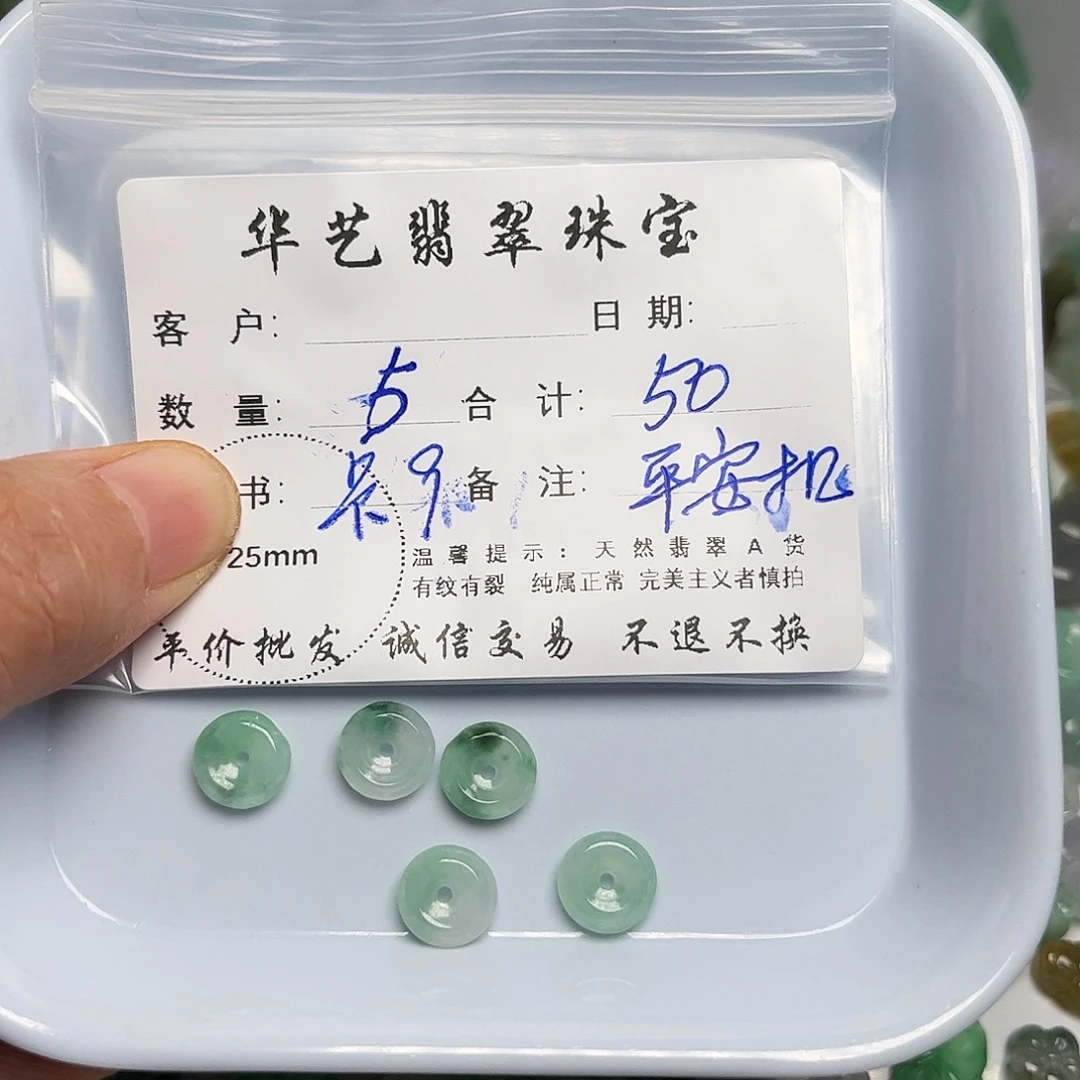 华艺翡翠珠宝
客 户： 日 期：
数 量： 5 合 计： 50
书： 备 注： 平安扣
25mm 温馨提示：天然翡翠A货
有纹有裂 纯属正常 完美主义者慎拍
平价批发 诚信交易 不退不换